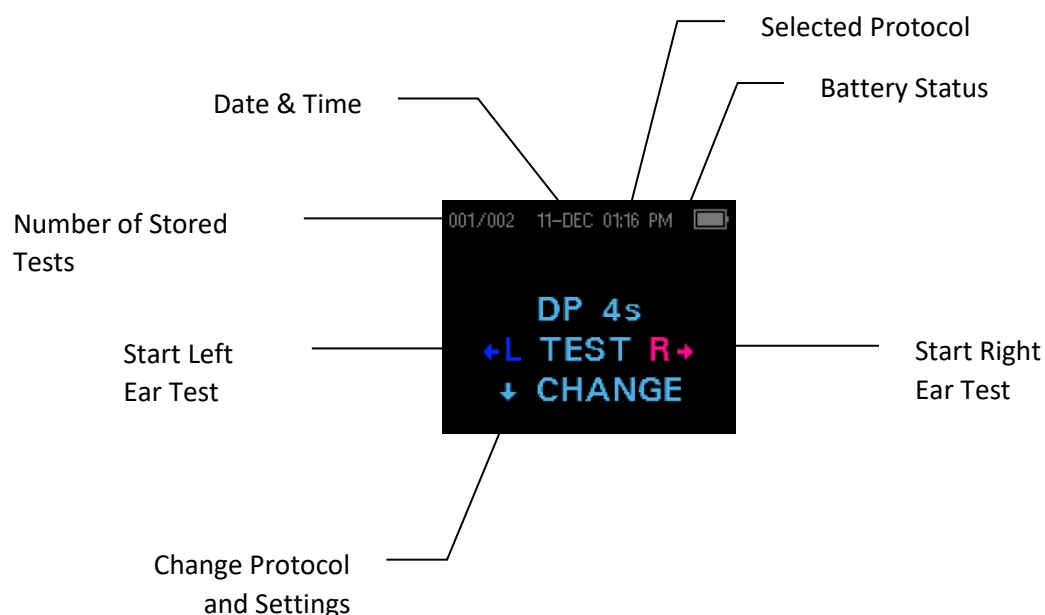 Selected Protocol
Battery Status
Date & Time
Number of Stored
Tests
001/002 11-DEC 01:16 PM
DP 4s
←L TEST R→
↓ CHANGE
Start Left
Ear Test
Start Right
Ear Test
Change Protocol
and Settings